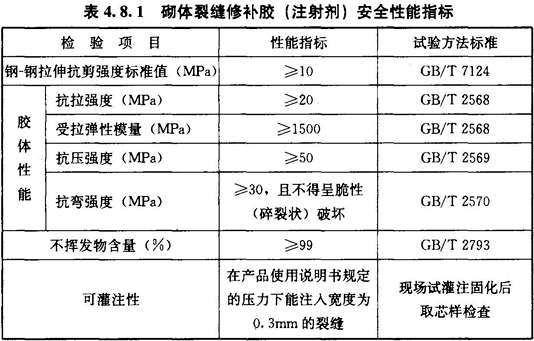 表 4.8.1 砌体裂缝修补胶（注射剂）安全性能指标
检 验 项 目 性能指标 试验方法标准
钢-钢拉伸抗剪强度标准值（MPa） ≥10 GB/T 7124
胶体性能
抗拉强度（MPa） ≥20 GB/T 2568
受拉弹性模量（MPa） ≥1500 GB/T 2568
抗压强度（MPa） ≥50 GB/T 2569
抗弯强度（MPa） ≥30，且不得呈脆性
（碎裂状）破坏 GB/T 2570
不挥发物含量（％） ≥99 GB/T 2793
可灌注性 在产品使用说明书规定
的压力下能注入宽度为
0.3mm 的裂缝
现场试灌注固化后
取芯样检查